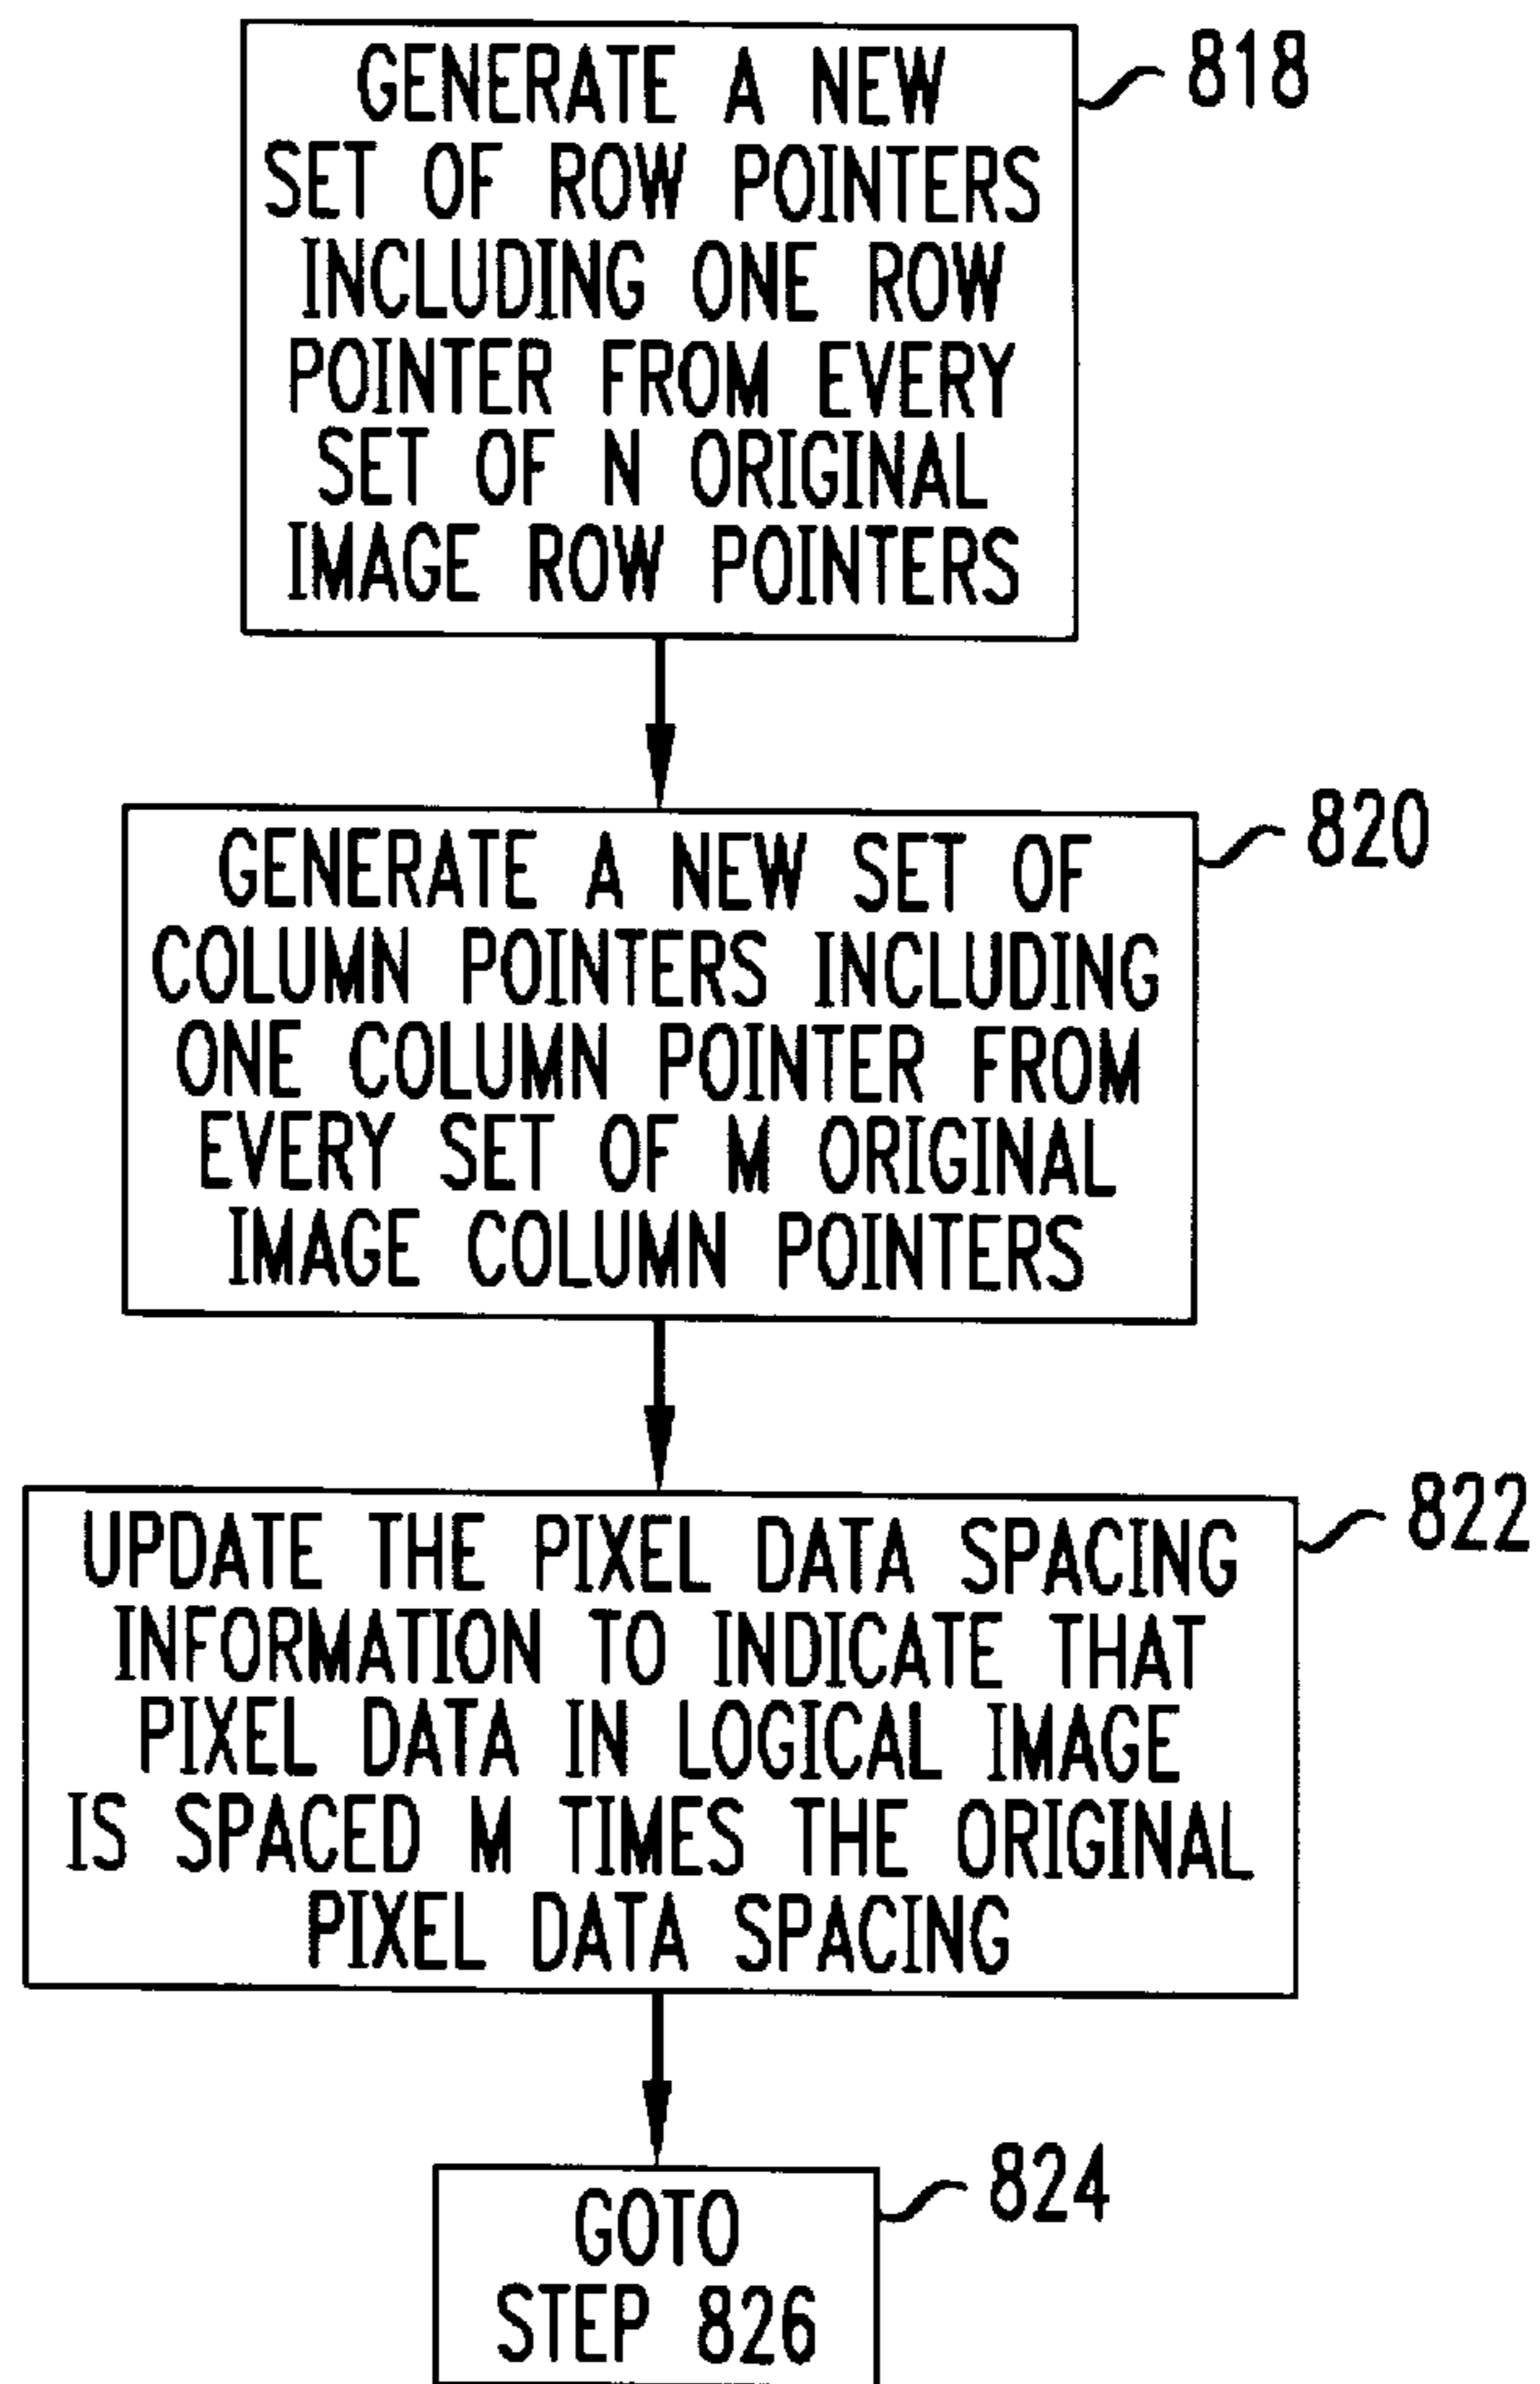 GENERATE A NEW
SET OF ROW POINTERS
INCLUDING ONE ROW
POINTER FROM EVERY
SET OF N ORIGINAL
IMAGE ROW POINTERS
818
GENERATE A NEW SET OF
COLUMN POINTERS INCLUDING
ONE COLUMN POINTER FROM
EVERY SET OF M ORIGINAL
IMAGE COLUMN POINTERS
820
UPDATE THE PIXEL DATA SPACING
INFORMATION TO INDICATE THAT
PIXEL DATA IN LOGICAL IMAGE
IS SPACED M TIMES THE ORIGINAL
PIXEL DATA SPACING
822
GOTO
STEP 826
824